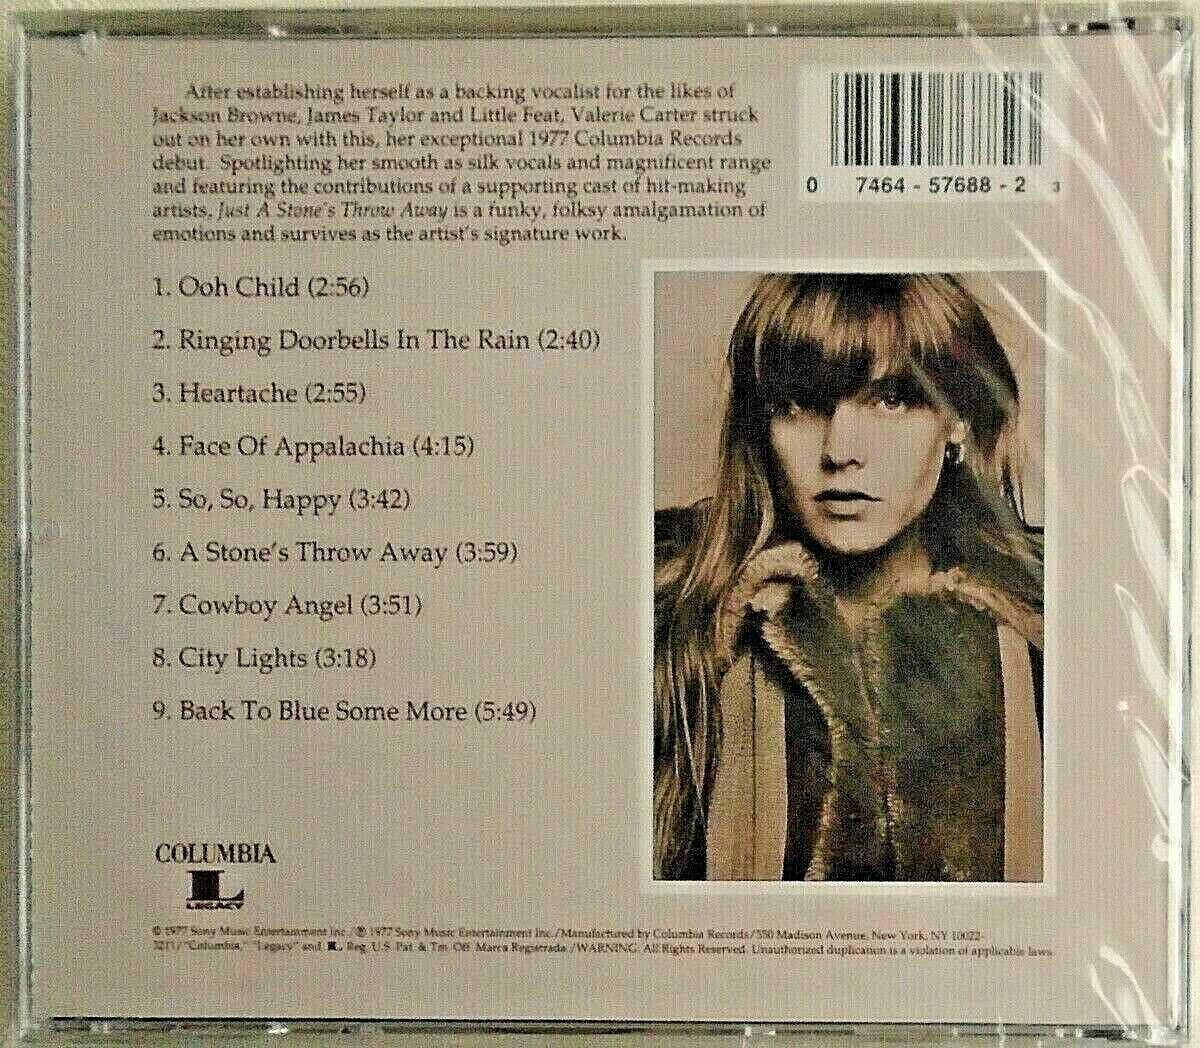 After establishing herself as a backing vocalist for the likes of
Jackson Browne, James Taylor and Little Feat, Valerie Carter struck
out on her own with this, her exceptional 1977 Columbia Records
debut. Spotlighting her smooth as silk vocals and magnificent range
and featuring the contributions of a supporting cast of hit-making
artists, Just A Stone's Throw Away is a funky, folksy amalgamation of
emotions and survives as the artist's signature work.
0 7464-57688-2 3
1. Ooh Child (2:56)
2. Ringing Doorbells In The Rain (2:40)
3. Heartache (2:55)
4. Face Of Appalachia (4:15)
5. So, So, Happy (3:42)
6. A Stone's Throw Away (3:59)
7. Cowboy Angel (3:51)
8. City Lights (3:18)
9. Back To Blue Some More (5:49)
COLUMBIA
L
LEGACY
© 1977 Sony Music Entertainment Inc./℗ 1977 Sony Music Entertainment Inc./Manufactured by Columbia Records/550 Madison Avenue, New York, NY 10022-
3211/"Columbia," "Legacy" and L, Reg. U.S. Pat. & Tm. Off. Marca Registrada./WARNING: All Rights Reserved. Unauthorized duplication is a violation of applicable laws.